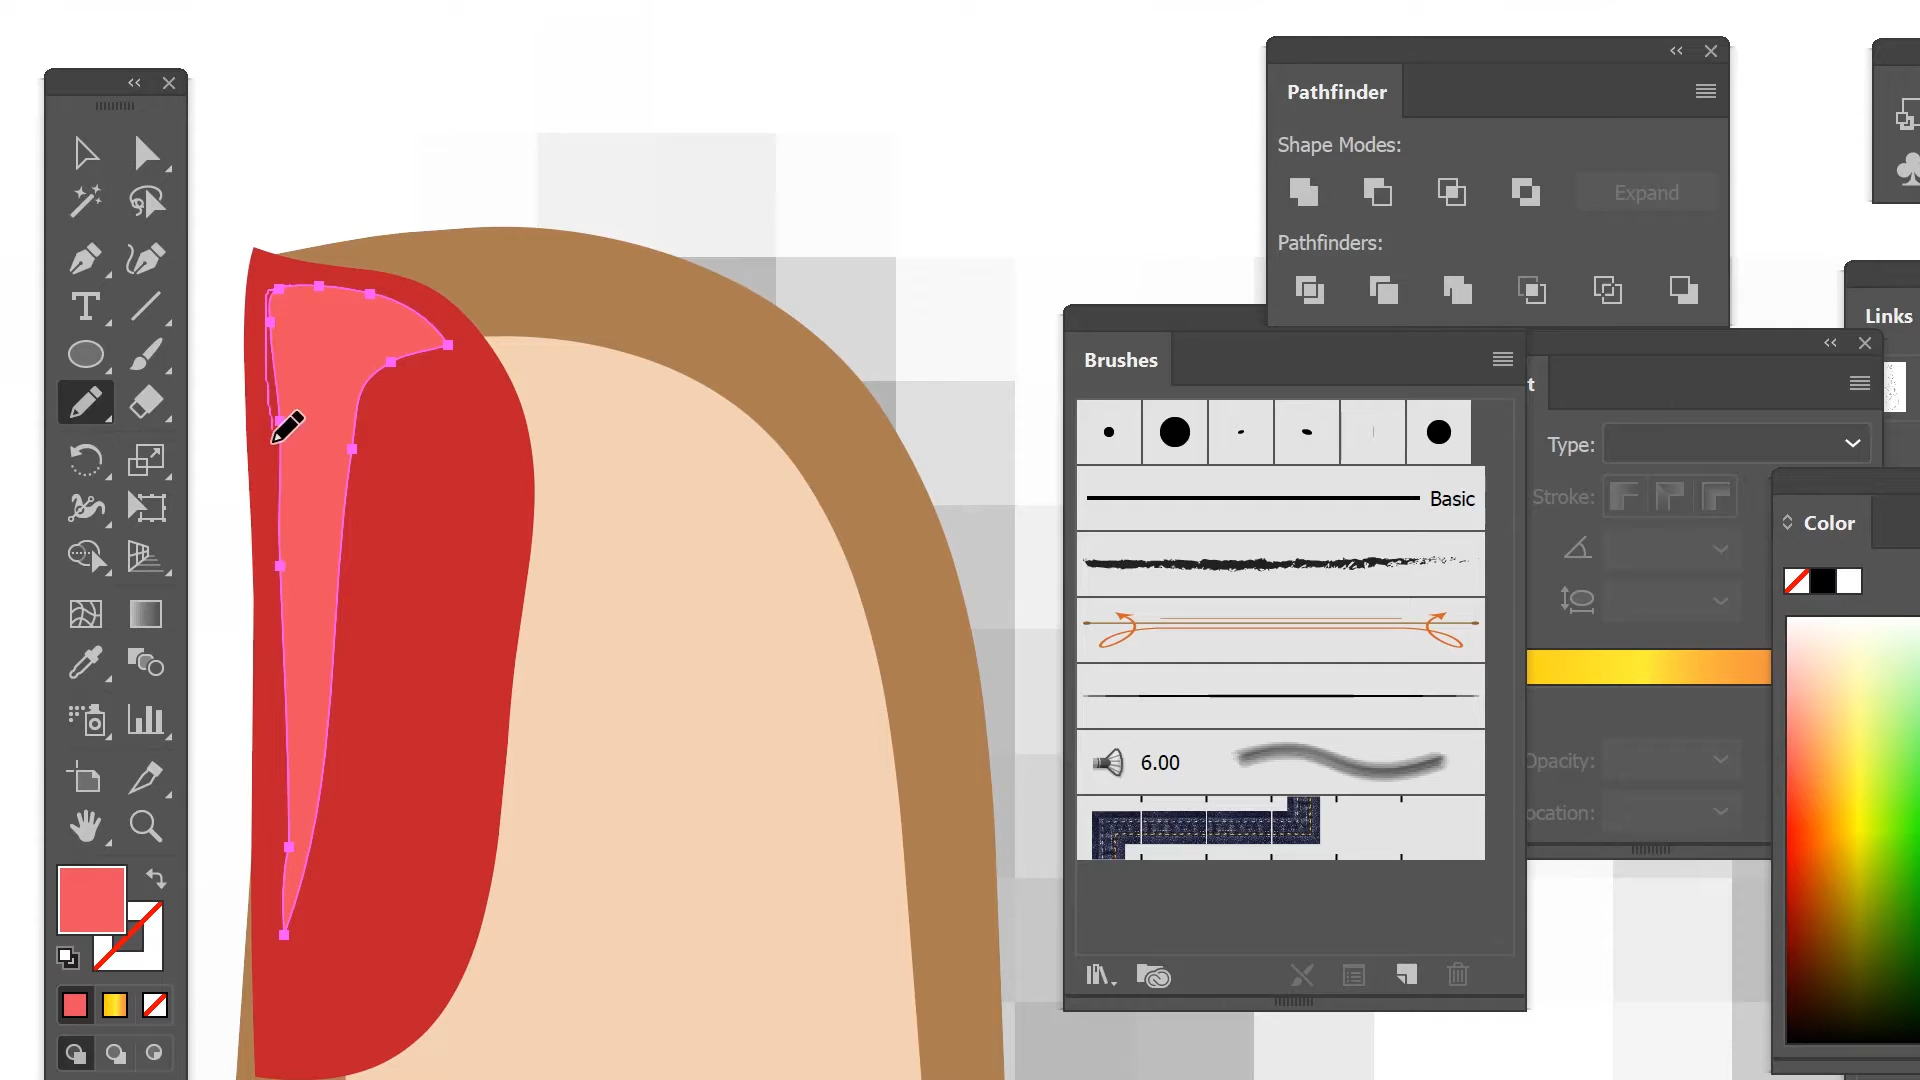 Pathfinder
Shape Modes:
Expand
Pathfinders:
Links
Brushes
t
Type:
Basic
Stroke:
Color
6.00
Opacity:
ocation: